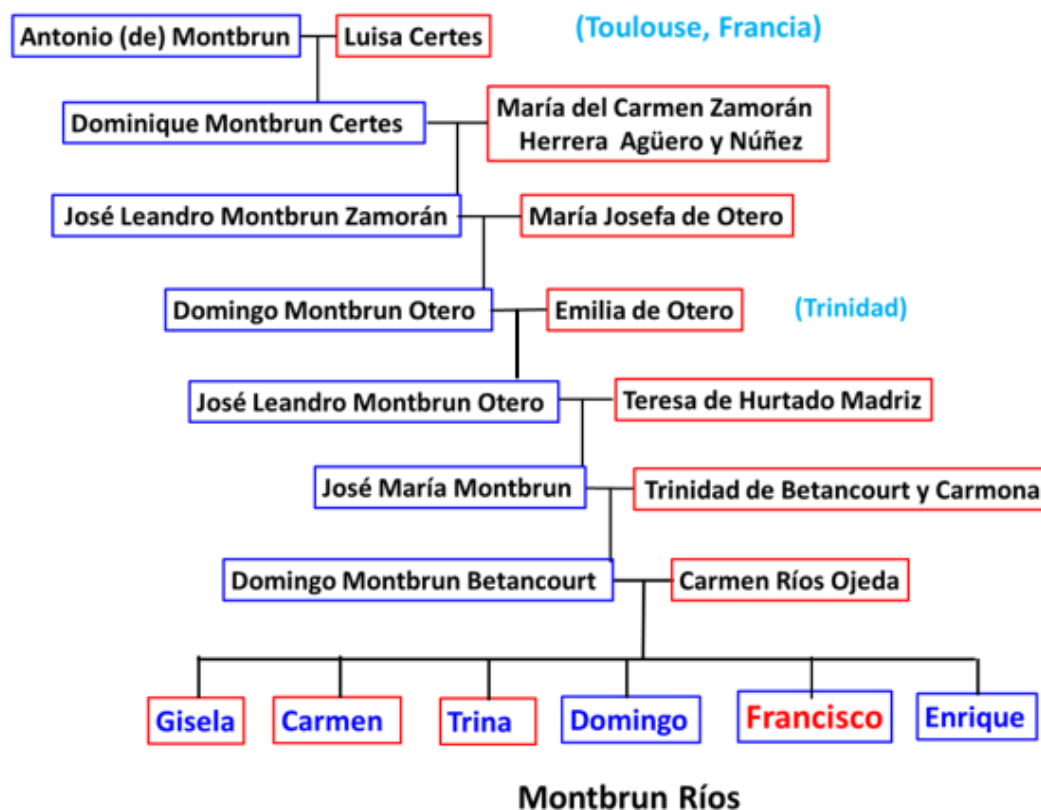 Antonio (de) Montbrun
Luisa Certes
(Toulouse, Francia)
Dominique Montbrun Certes
María del Carmen Zamorán
Herrera Agüero y Núñez
José Leandro Montbrun Zamorán
María Josefa de Otero
Domingo Montbrun Otero
Emilia de Otero
(Trinidad)
José Leandro Montbrun Otero
Teresa de Hurtado Madriz
José María Montbrun
Trinidad de Betancourt y Carmona
Domingo Montbrun Betancourt
Carmen Ríos Ojeda
Gisela
Carmen
Trina
Domingo
Francisco
Enrique
Montbrun Ríos